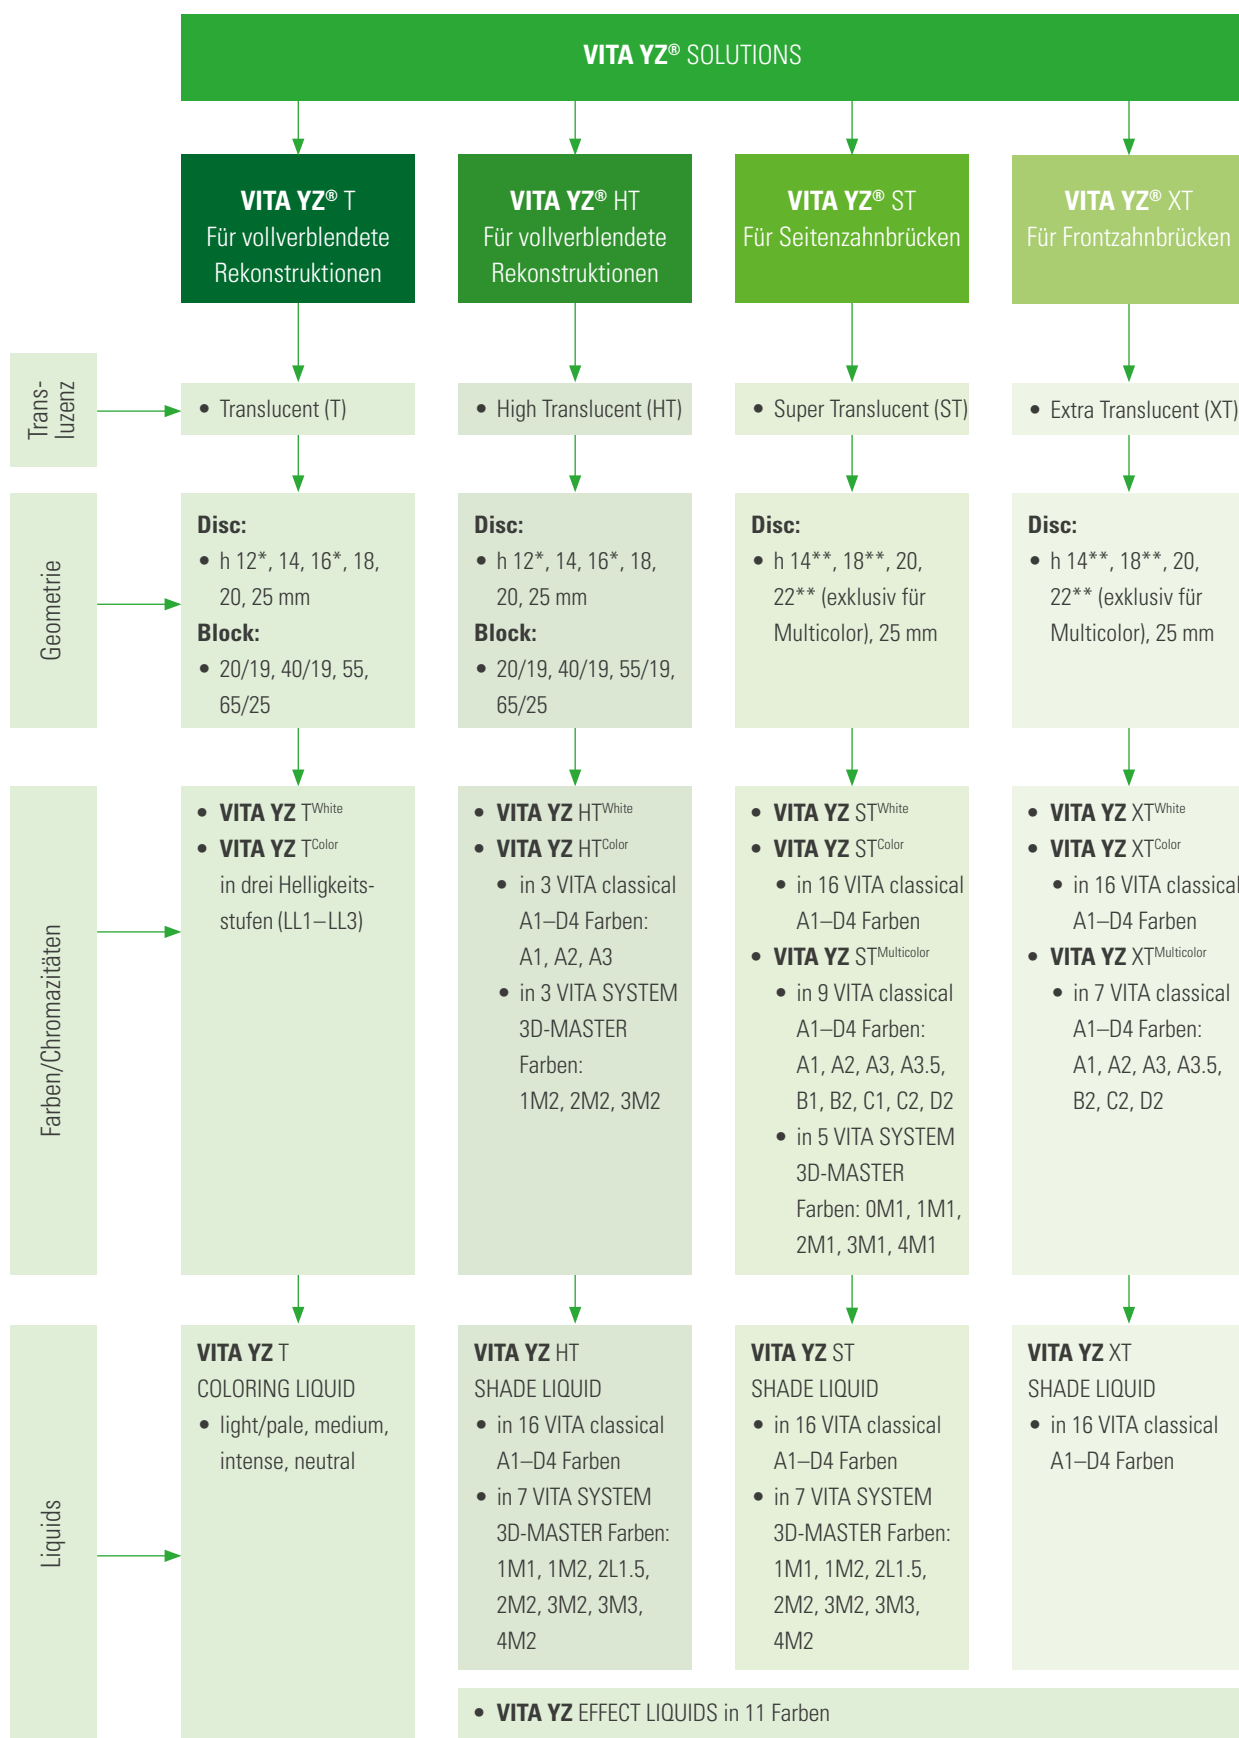 VITA YZ® SOLUTIONS
VITA YZ® T
Für vollverblendete
Rekonstruktionen
VITA YZ® HT
Für vollverblendete
Rekonstruktionen
VITA YZ® ST
Für Seitenzahnbrücken
VITA YZ® XT
Für Frontzahnbrücken
Trans-
luzenz
• Translucent (T)
• High Translucent (HT)
• Super Translucent (ST)
• Extra Translucent (XT)
Geometrie
Disc:
• h 12*, 14, 16*, 18,
20, 25 mm
Block:
• 20/19, 40/19, 55,
65/25
Disc:
• h 12*, 14, 16*, 18,
20, 25 mm
Block:
• 20/19, 40/19, 55/19,
65/25
Disc:
• h 14**, 18**, 20,
22** (exklusiv für
Multicolor), 25 mm
Disc:
• h 14**, 18**, 20,
22** (exklusiv für
Multicolor), 25 mm
Farben/Chromazitäten
• VITA YZ TWhite
• VITA YZ TColor
in drei Helligkeits-
stufen (LL1–LL3)
• VITA YZ HTWhite
• VITA YZ HTColor
• in 3 VITA classical
A1–D4 Farben:
A1, A2, A3
• in 3 VITA SYSTEM
3D-MASTER
Farben:
1M2, 2M2, 3M2
• VITA YZ STWhite
• VITA YZ STColor
• in 16 VITA classical
A1–D4 Farben
• VITA YZ STMulticolor
• in 9 VITA classical
A1–D4 Farben:
A1, A2, A3, A3.5,
B1, B2, C1, C2, D2
• in 5 VITA SYSTEM
3D-MASTER
Farben: 0M1, 1M1,
2M1, 3M1, 4M1
• VITA YZ XTWhite
• VITA YZ XTColor
• in 16 VITA classical
A1–D4 Farben
• VITA YZ XTMulticolor
• in 7 VITA classical
A1–D4 Farben:
A1, A2, A3, A3.5,
B2, C2, D2
Liquids
VITA YZ T
COLORING LIQUID
• light/pale, medium,
intense, neutral
VITA YZ HT
SHADE LIQUID
• in 16 VITA classical
A1–D4 Farben
• in 7 VITA SYSTEM
3D-MASTER Farben:
1M1, 1M2, 2L1.5,
2M2, 3M2, 3M3,
4M2
VITA YZ ST
SHADE LIQUID
• in 16 VITA classical
A1–D4 Farben
• in 7 VITA SYSTEM
3D-MASTER Farben:
1M1, 1M2, 2L1.5,
2M2, 3M2, 3M3,
4M2
VITA YZ XT
SHADE LIQUID
• in 16 VITA classical
A1–D4 Farben
• VITA YZ EFFECT LIQUIDS in 11 Farben